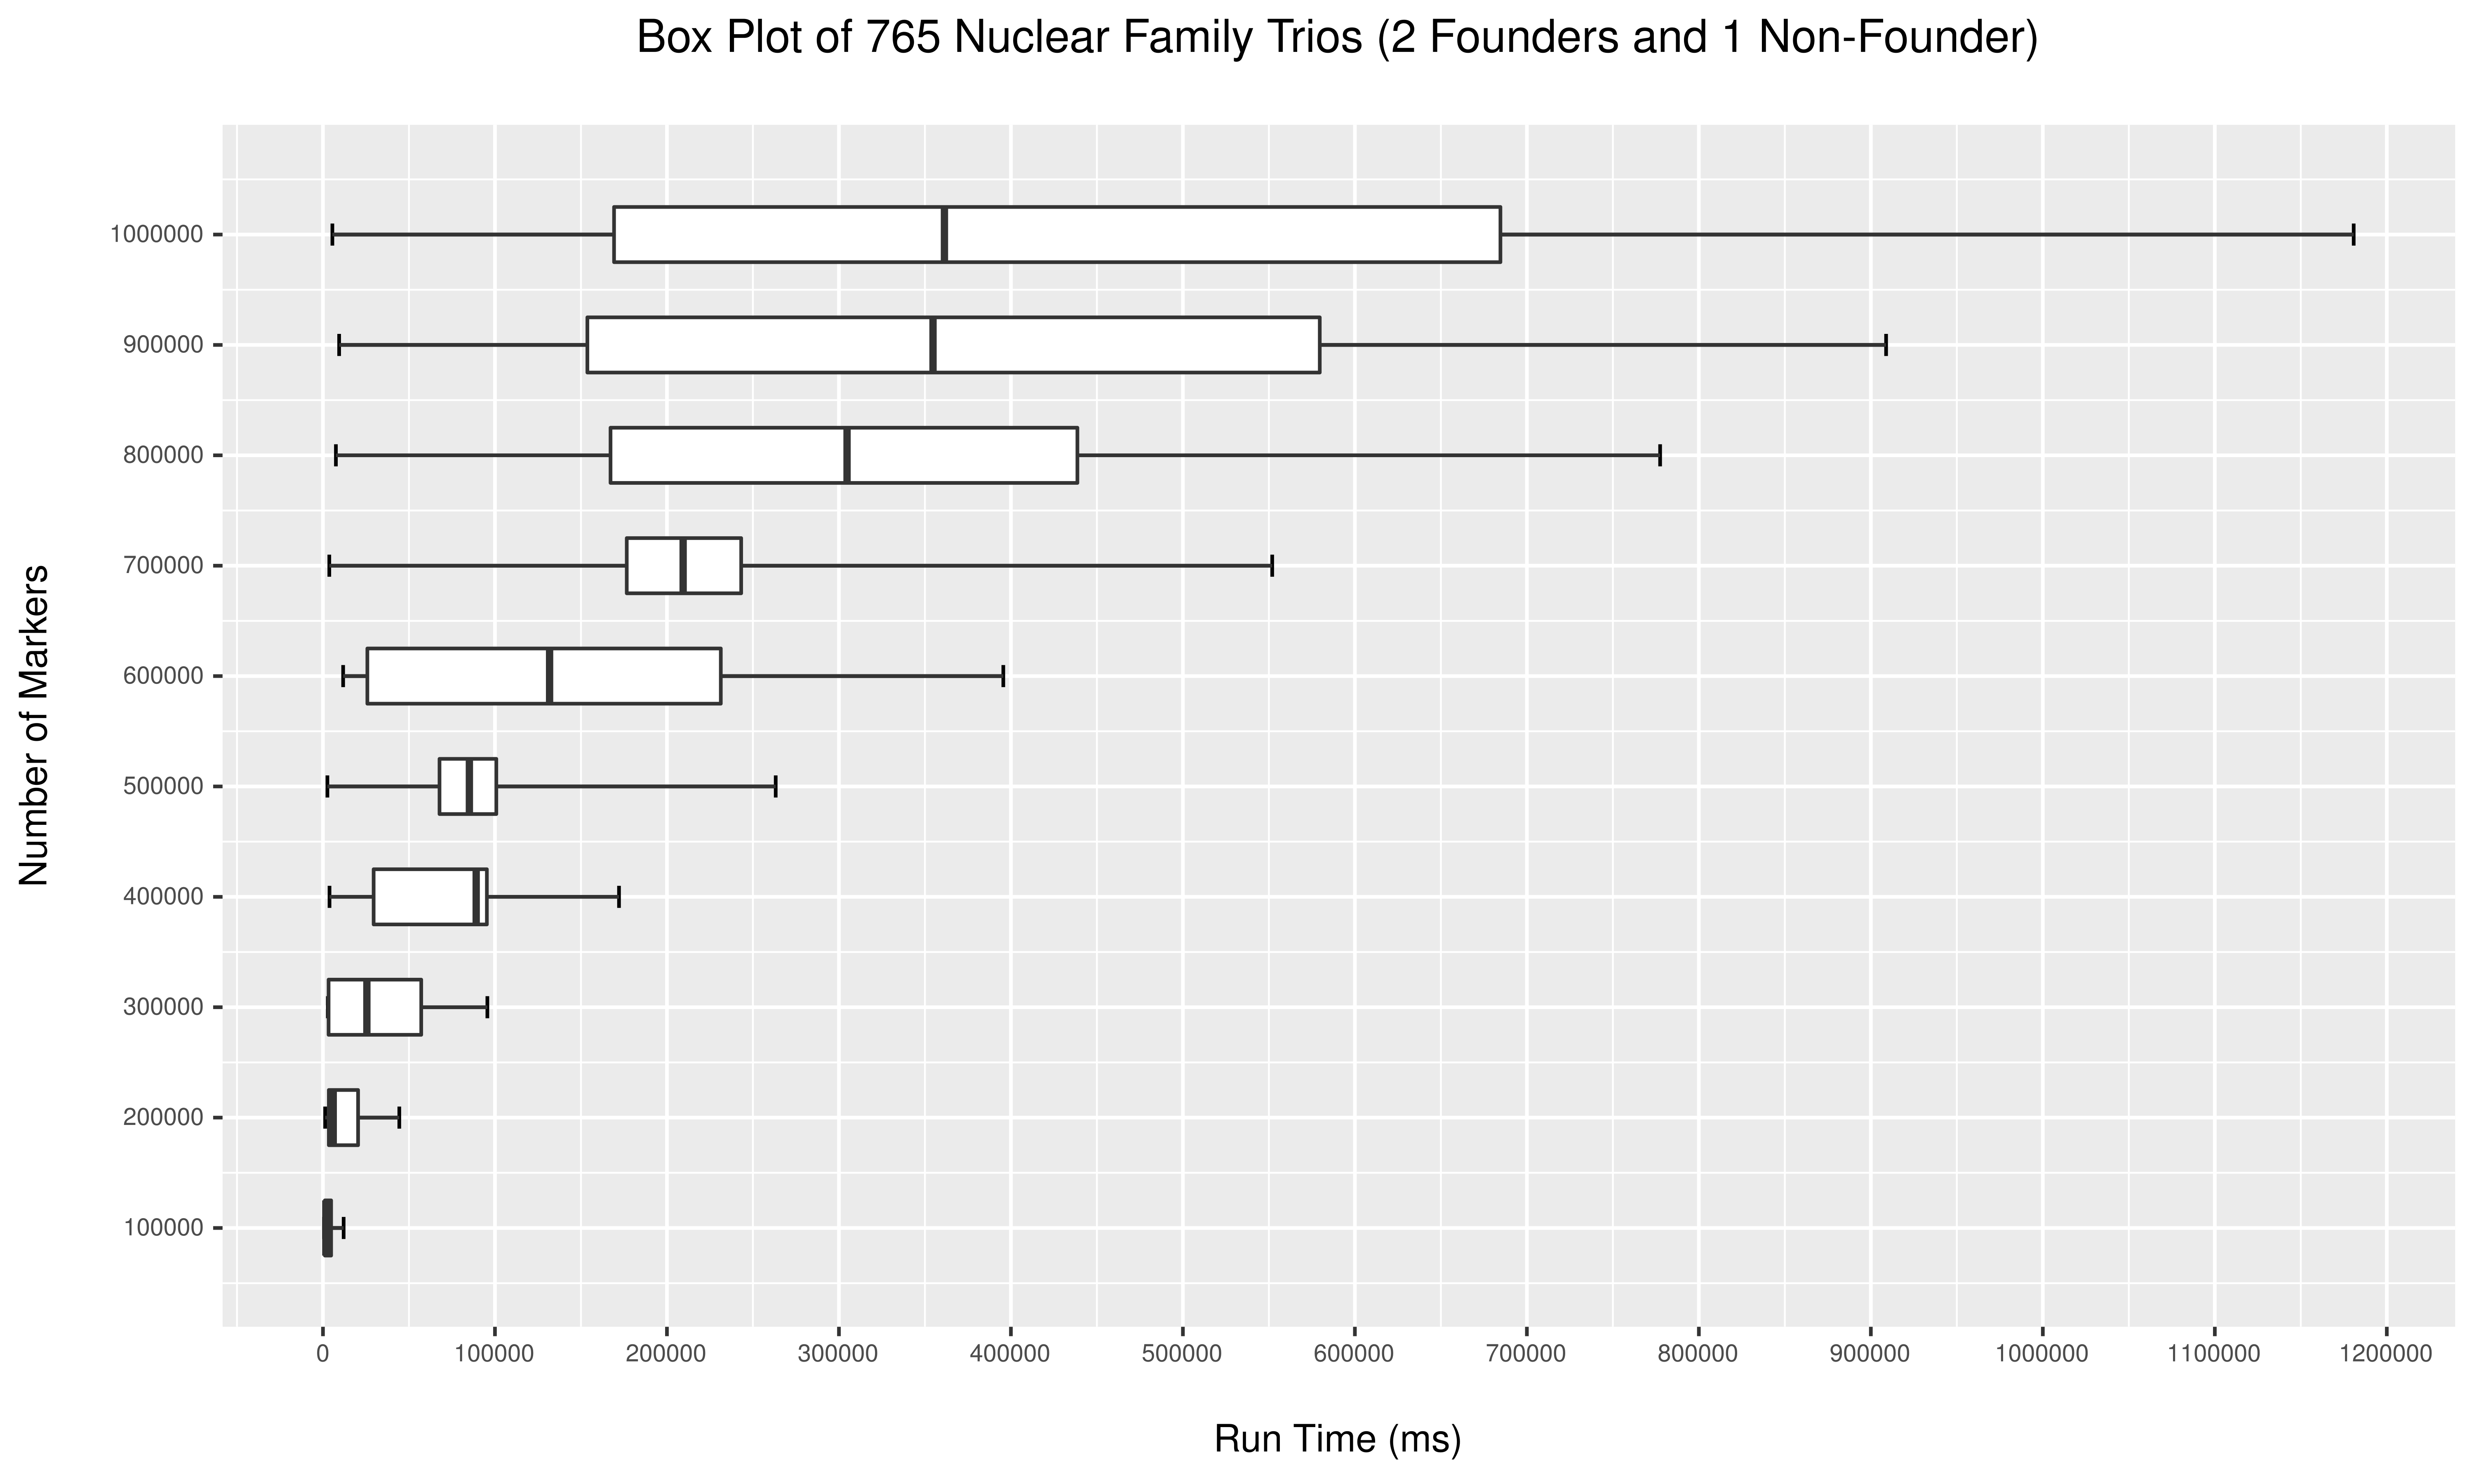 Box Plot of 765 Nuclear Family Trios (2 Founders and 1 Non-Founder)
Number of Markers
1000000
900000
800000
700000
600000
500000
400000
300000
200000
100000
0 100000 200000 300000 400000 500000 600000 700000 800000 900000 1000000 1100000 1200000
Run Time (ms)